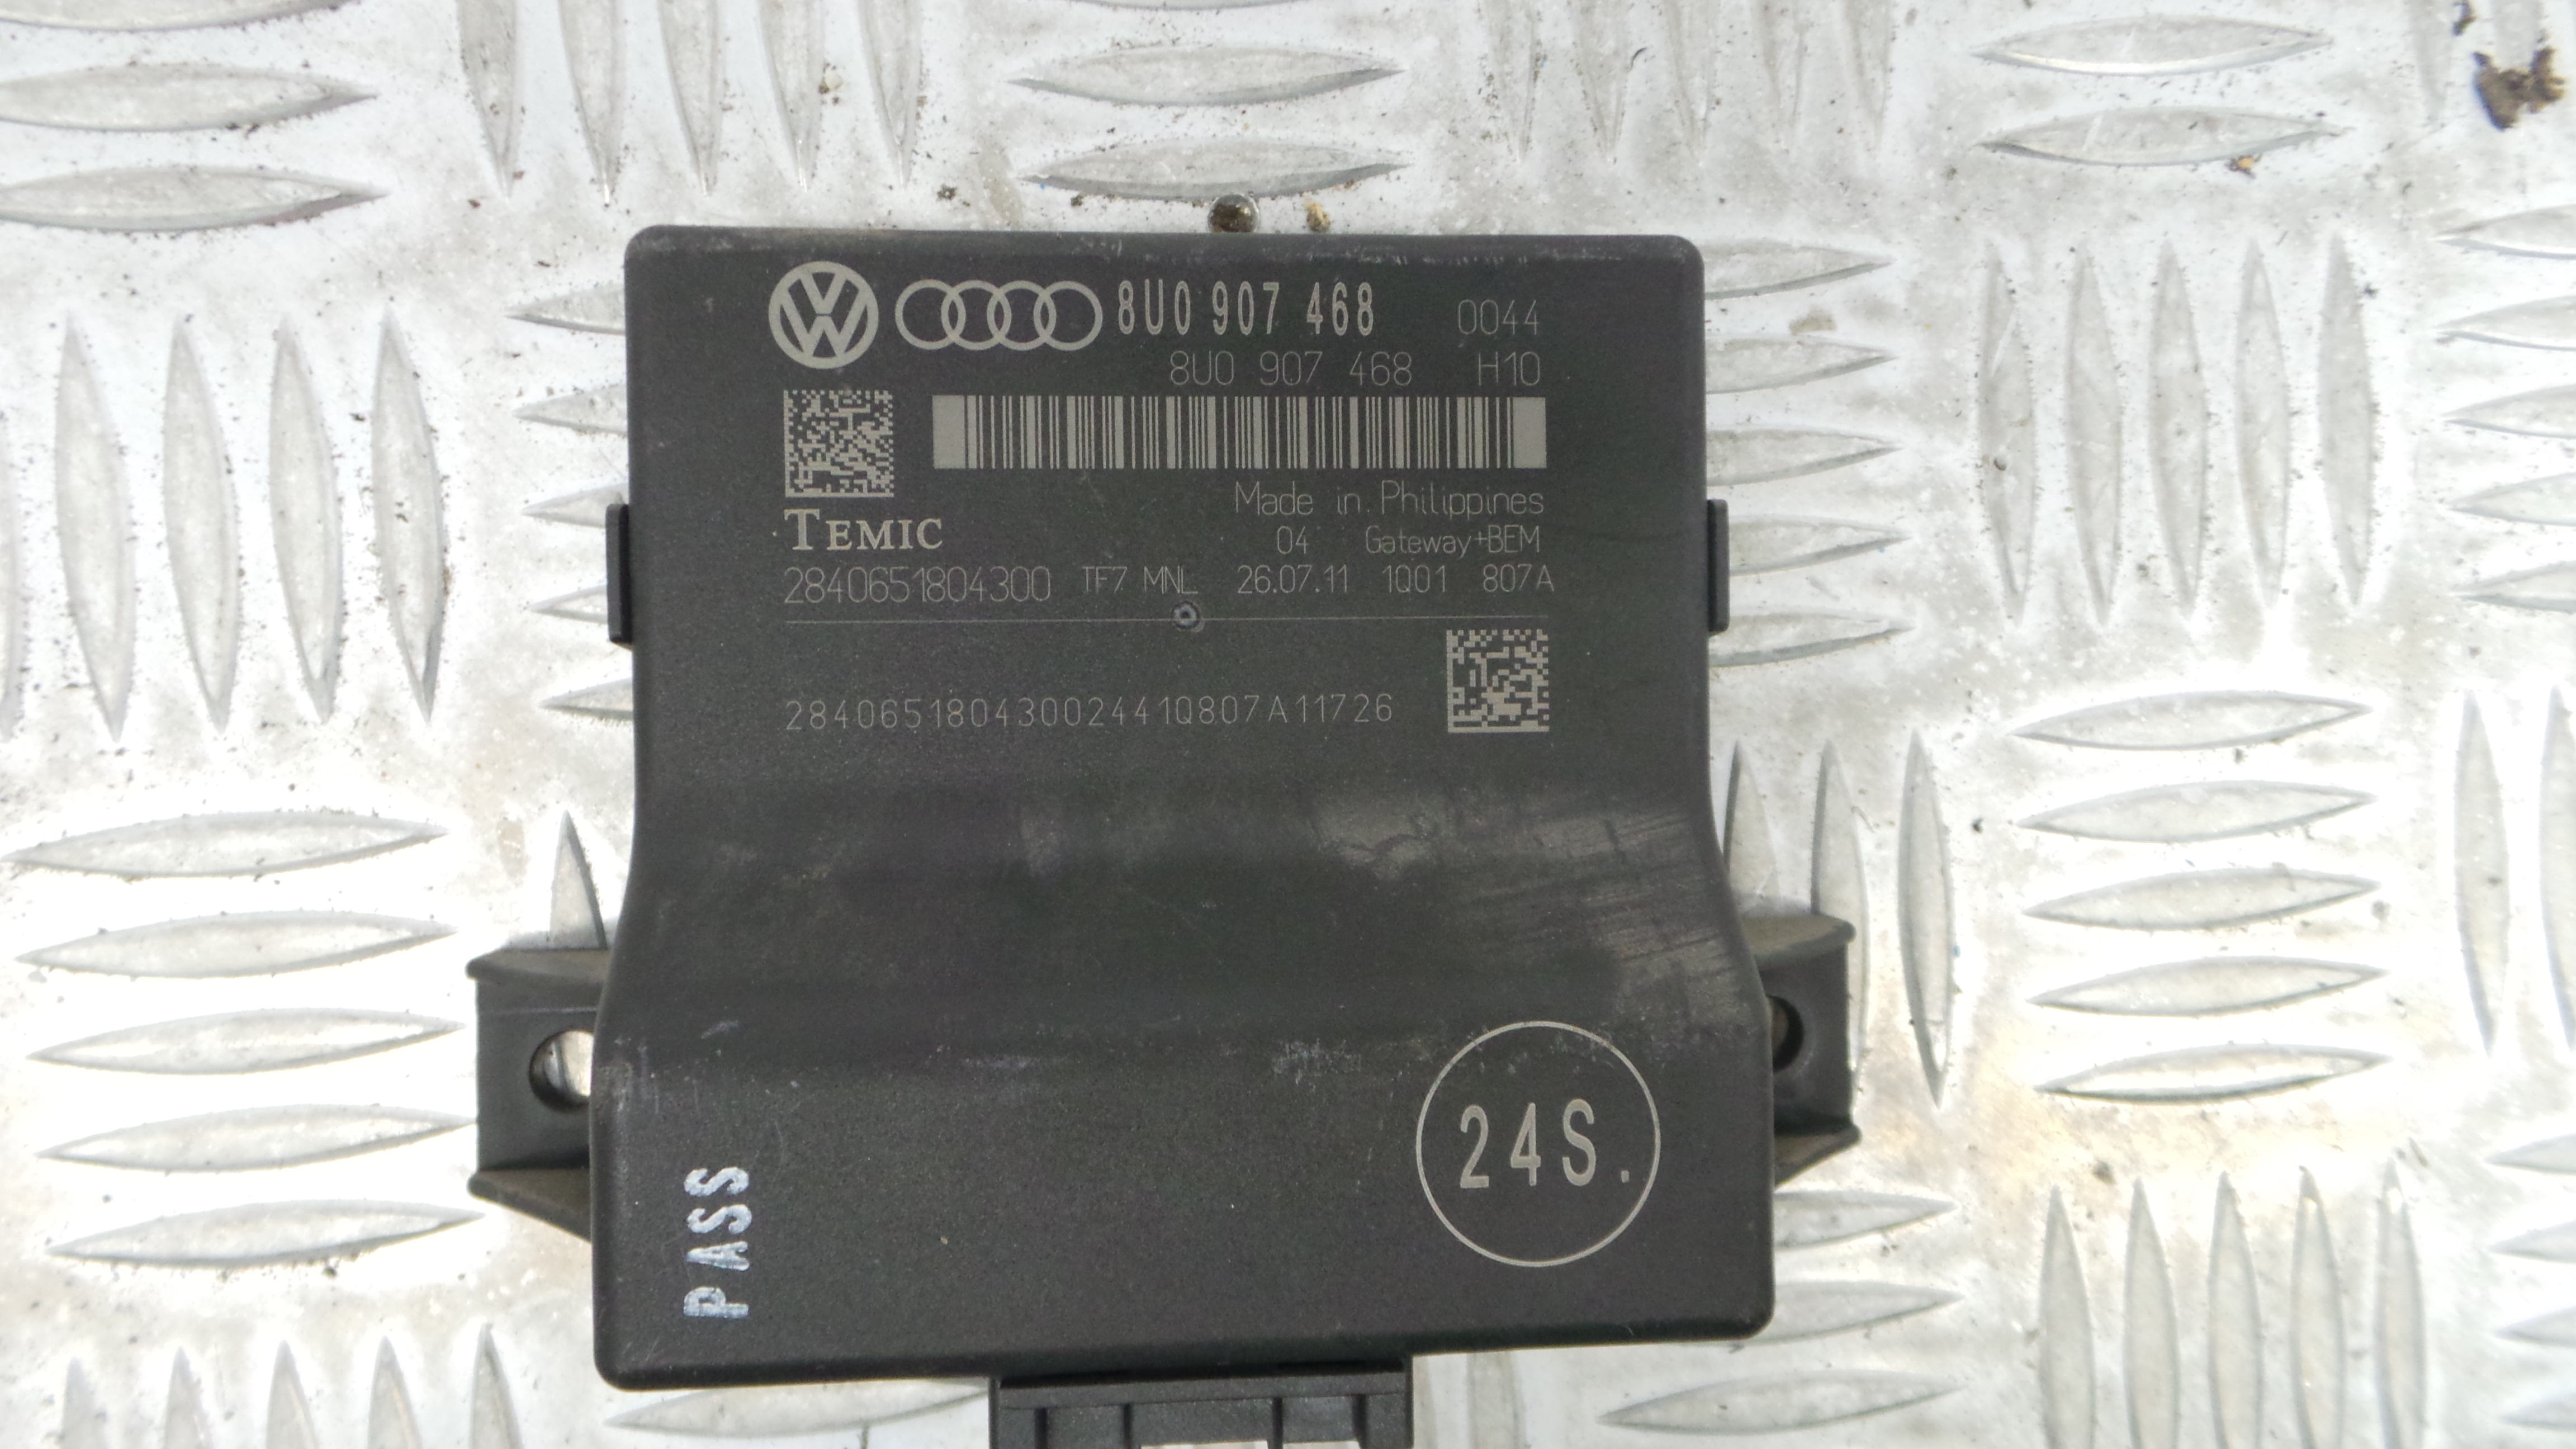 8U0 907 468 0044
8U0 907 468 H10
Made in Philippines
TEMIC
04 Gateway+BEM
2840651804300 TF7 MNL 26.07.11 1Q01 807A
28406518043002441Q807A11726
24S.
PASS